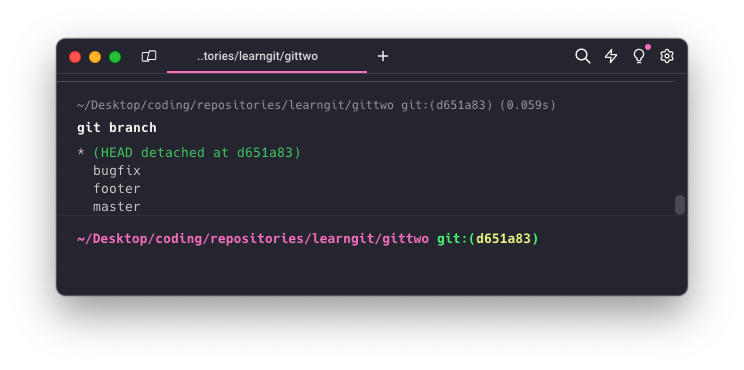 ..tories/learngit/gittwo
~/Desktop/coding/repositories/learngit/gittwo git:(d651a83) (0.059s)
git branch
* (HEAD detached at d651a83)
bugfix
footer
master
~/Desktop/coding/repositories/learngit/gittwo git:(d651a83)